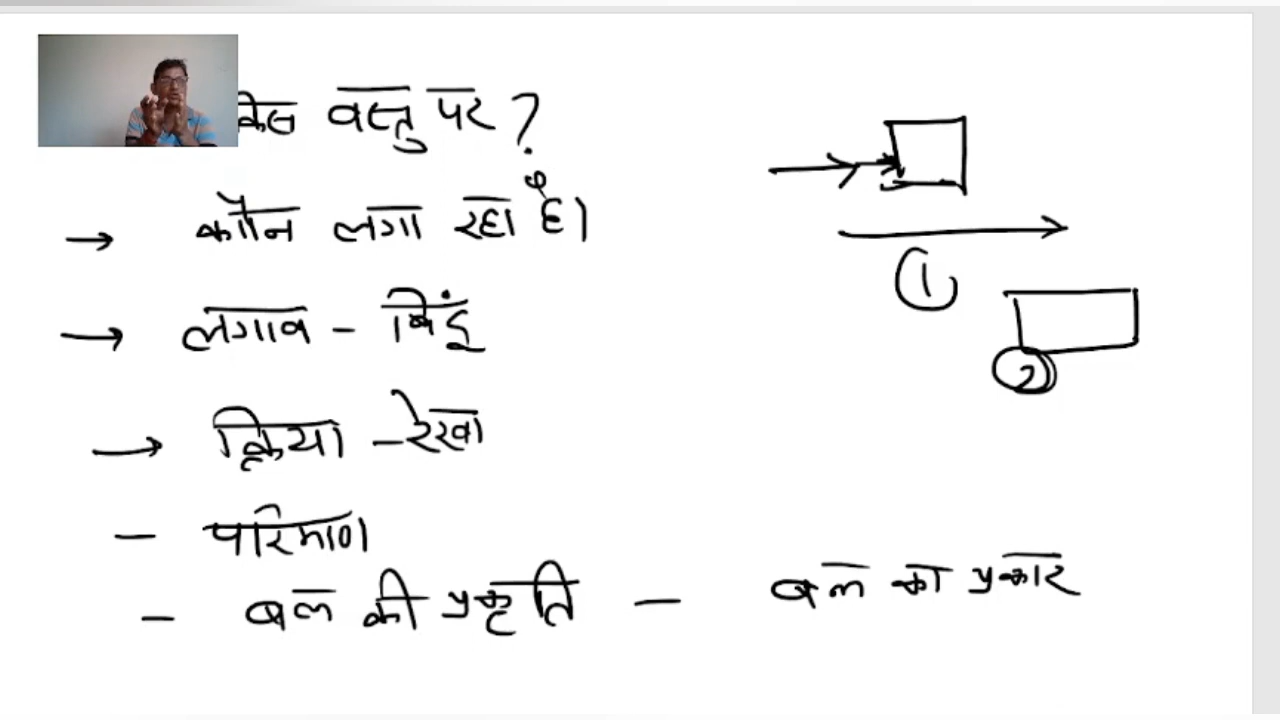 किस वस्तु पर ?
→ कौन लगा रहा है।
→ लगाव - बिंदु
→ क्रिया - रेखा
- परिमाण
- बल की प्रकृति - बल का प्रकार
1
2